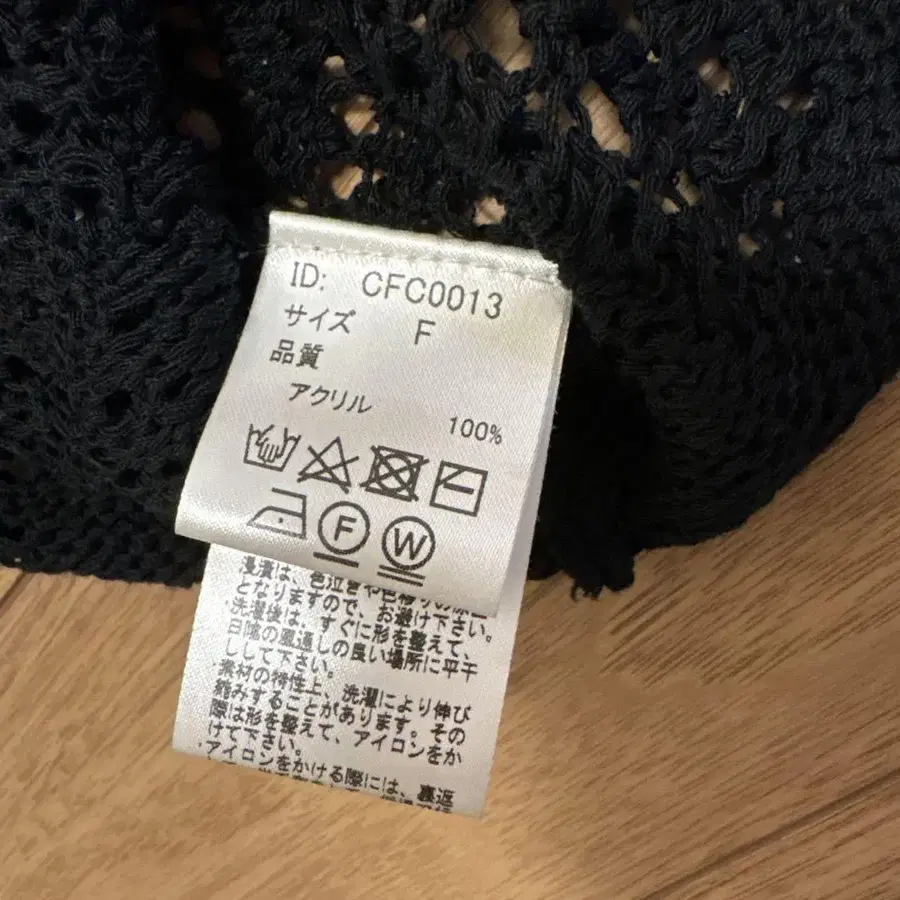 ID: CFC0013
サイズ F
品質
アクリル 100%
F W
浸漬は、色泣きや色移りの原因
となりますので、お避け下さい。
洗濯後は、すぐに形を整えて、
日陰の風通しの良い場所に平干
しして下さい。
素材の特性上、洗濯により伸び
縮みすることがあります。その
際は形を整えて、アイロンをか
けて下さい。
アイロンをかける際には、裏返